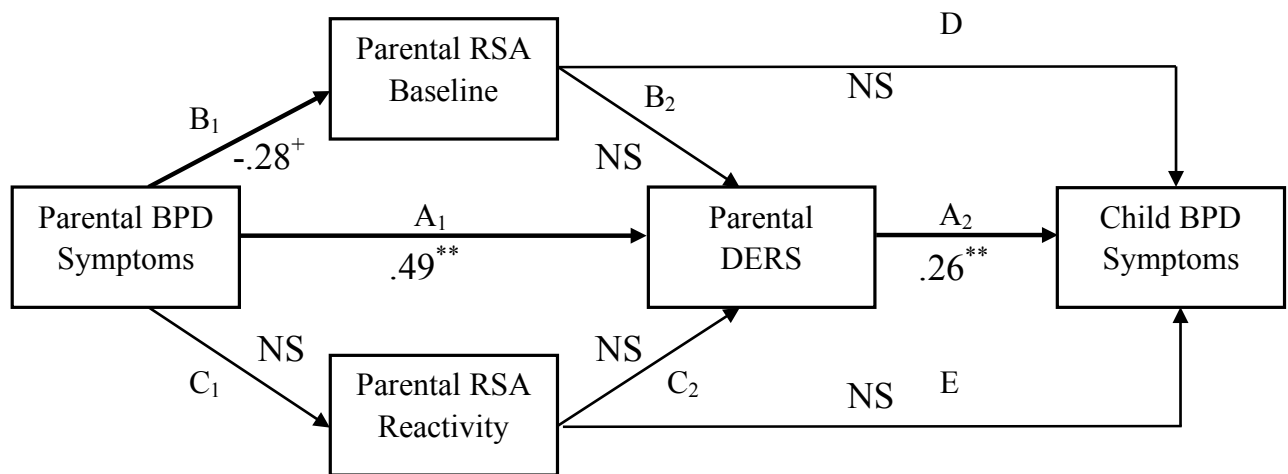 Parental RSA
Baseline
D
NS
B₁
-.28⁺
B₂
NS
Parental BPD
Symptoms
A₁
.49**
Parental
DERS
A₂
.26**
Child BPD
Symptoms
NS
C₁
Parental RSA
Reactivity
NS
C₂
E
NS